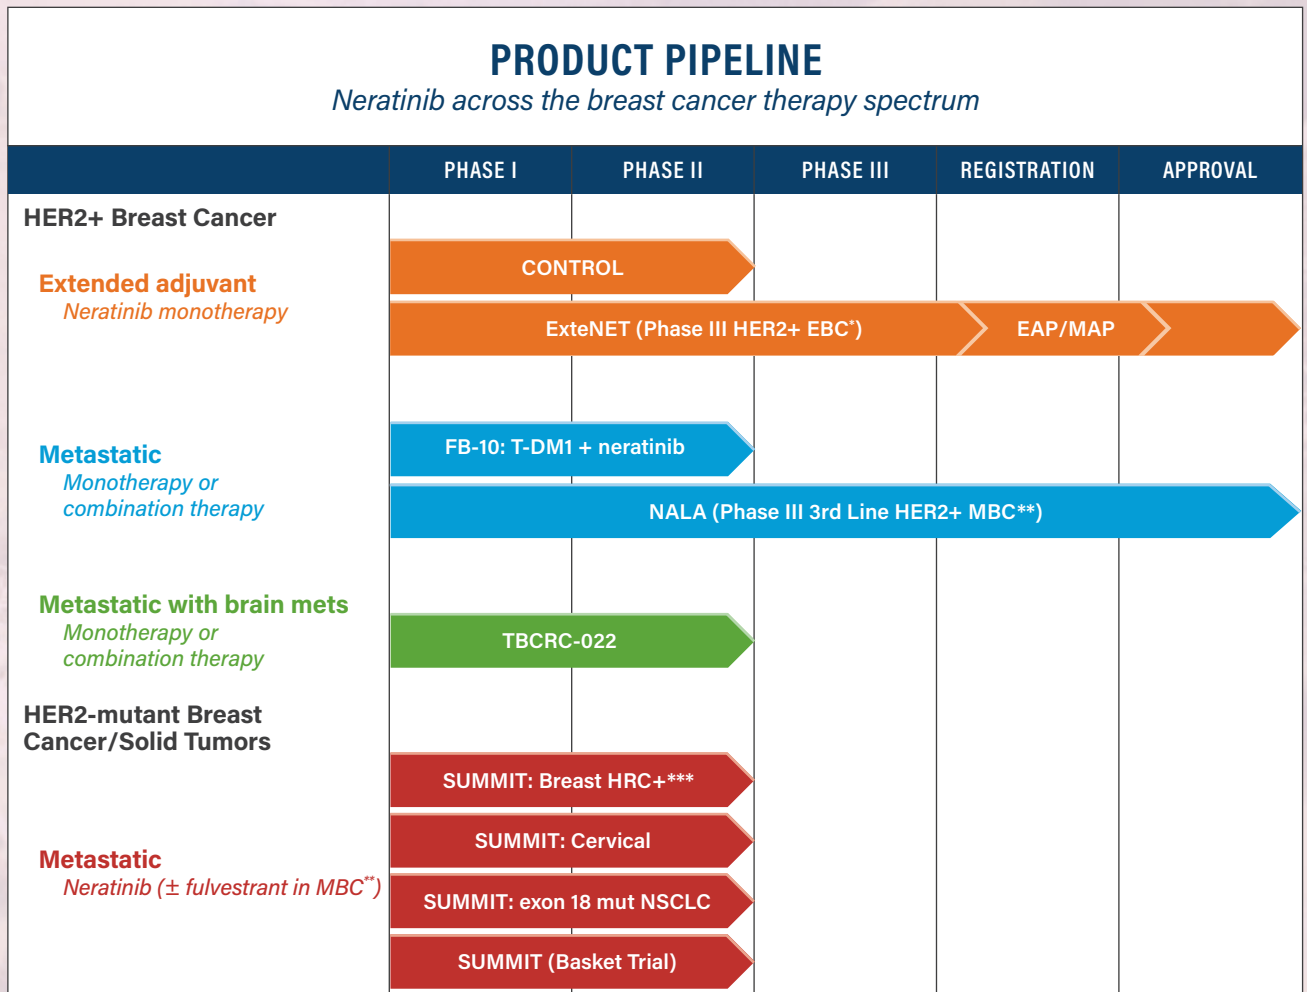 PRODUCT PIPELINE
Neratinib across the breast cancer therapy spectrum
PHASE I
PHASE II
PHASE III
REGISTRATION
APPROVAL
HER2+ Breast Cancer
Extended adjuvant
Neratinib monotherapy
CONTROL
ExteNET (Phase III HER2+ EBC*)
EAP/MAP
Metastatic
Monotherapy or
combination therapy
FB-10: T-DM1 + neratinib
NALA (Phase III 3rd Line HER2+ MBC**)
Metastatic with brain mets
Monotherapy or
combination therapy
TBCRC-022
HER2-mutant Breast
Cancer/Solid Tumors
Metastatic
Neratinib (± fulvestrant in MBC**)
SUMMIT: Breast HRC+***
SUMMIT: Cervical
SUMMIT: exon 18 mut NSCLC
SUMMIT (Basket Trial)